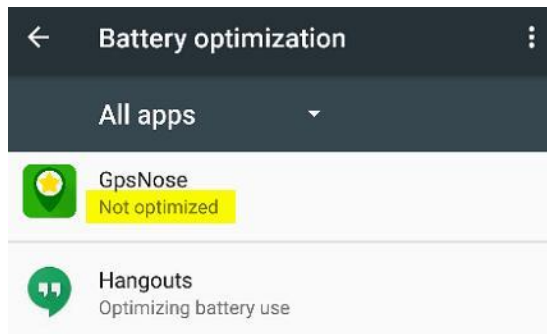 Battery optimization
All apps
GpsNose
Not optimized
Hangouts
Optimizing battery use